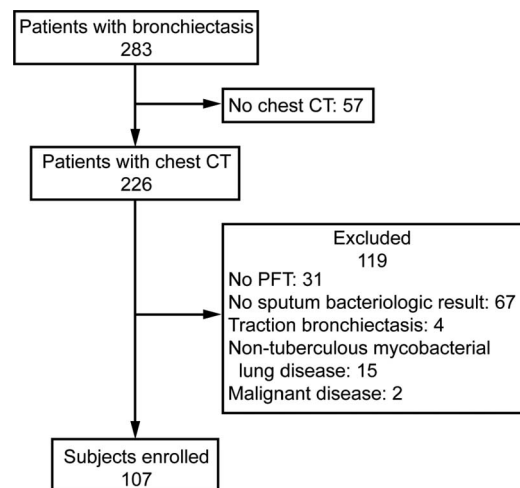 Patients with bronchiectasis
283
No chest CT: 57
Patients with chest CT
226
Excluded
119
No PFT: 31
No sputum bacteriologic result: 67
Traction bronchiectasis: 4
Non-tuberculous mycobacterial
lung disease: 15
Malignant disease: 2
Subjects enrolled
107